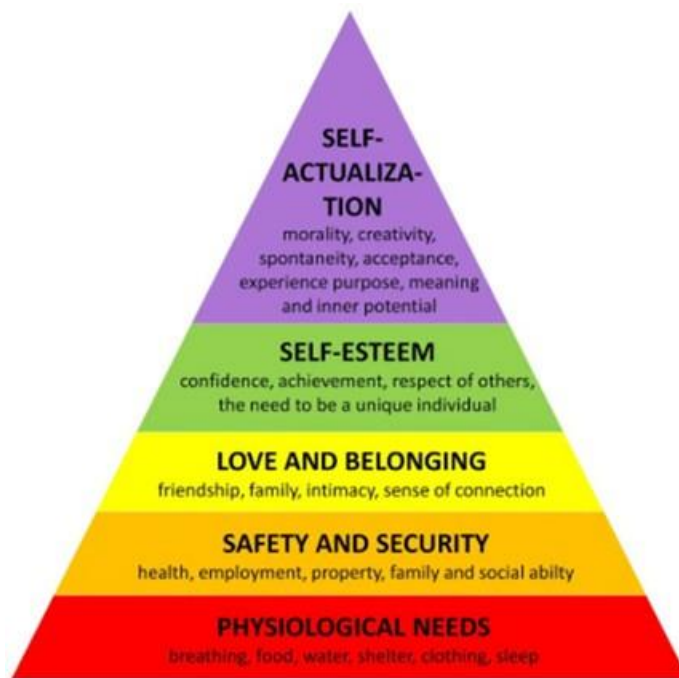 SELF-
ACTUALIZA-
TION
morality, creativity,
spontaneity, acceptance,
experience purpose, meaning
and inner potential
SELF-ESTEEM
confidence, achievement, respect of others,
the need to be a unique individual
LOVE AND BELONGING
friendship, family, intimacy, sense of connection
SAFETY AND SECURITY
health, employment, property, family and social abilty
PHYSIOLOGICAL NEEDS
breathing, food, water, shelter, clothing, sleep